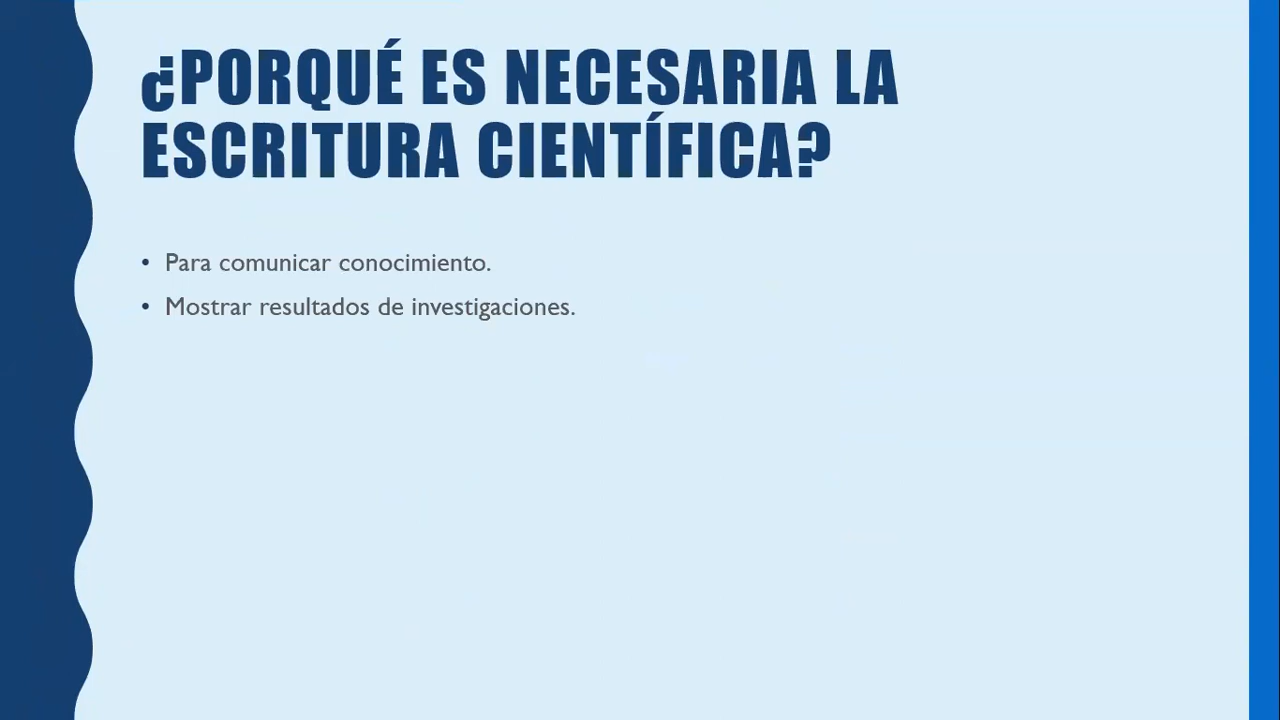 ¿PORQUÉ ES NECESARIA LA
ESCRITURA CIENTÍFICA?
• Para comunicar conocimiento.
• Mostrar resultados de investigaciones.